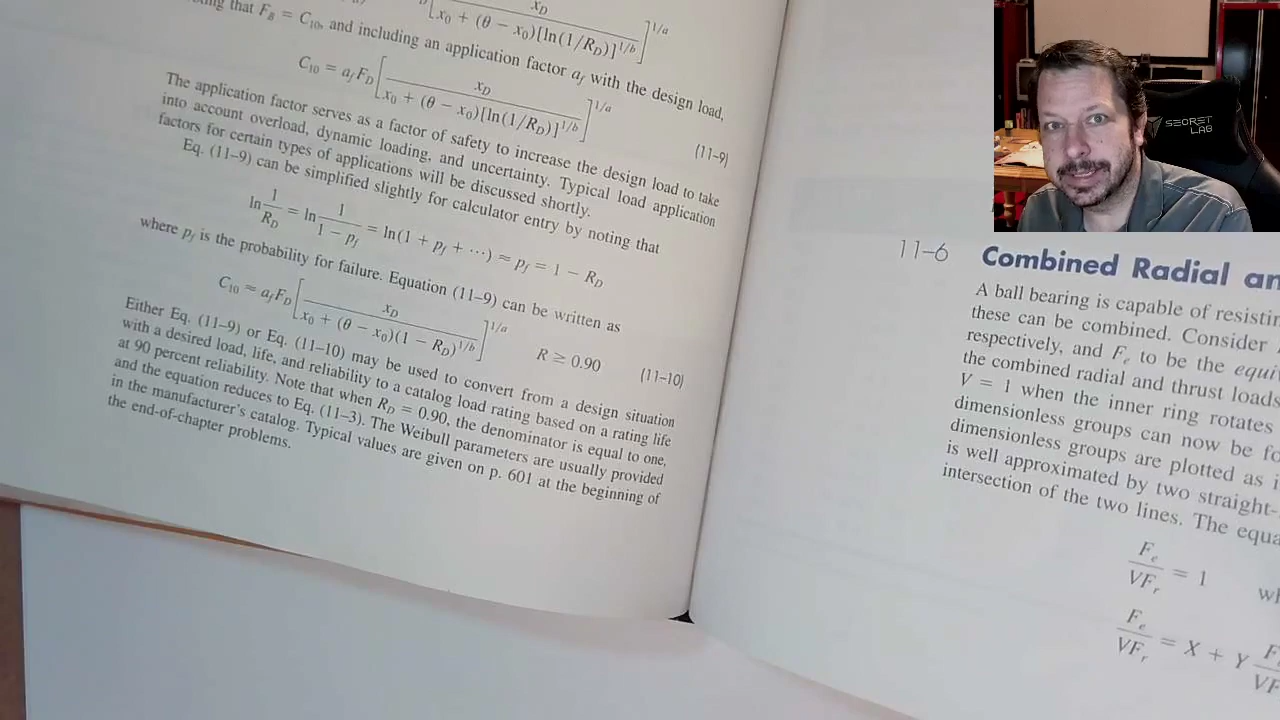 that F_B = C_10, and including an application factor a_f with the design load,
x_D
x_0 + (θ − x_0)[ln(1/R_D)]^1/b ]^1/a
C_10 = a_f F_D [ x_D / x_0 + (θ − x_0)[ln(1/R_D)]^1/b ]^1/a (11–9)
The application factor serves as a factor of safety to increase the design load to take
into account overload, dynamic loading, and uncertainty. Typical load application
factors for certain types of applications will be discussed shortly.
Eq. (11–9) can be simplified slightly for calculator entry by noting that
ln 1/R_D = ln 1/1 − p_f = ln(1 + p_f + ···) ≈ p_f = 1 − R_D
where p_f is the probability for failure. Equation (11–9) can be written as
C_10 = a_f F_D [ x_D / x_0 + (θ − x_0)(1 − R_D)^1/b ]^1/a R ≥ 0.90 (11–10)
Either Eq. (11–9) or Eq. (11–10) may be used to convert from a design situation
with a desired load, life, and reliability to a catalog load rating based on a rating life
at 90 percent reliability. Note that when R_D = 0.90, the denominator is equal to one,
and the equation reduces to Eq. (11–3). The Weibull parameters are usually provided
in the manufacturer's catalog. Typical values are given on p. 601 at the beginning of
the end-of-chapter problems.
11–6 Combined Radial an
A ball bearing is capable of resistin
these can be combined. Consider
respectively, and F_e to be the equi
the combined radial and thrust loads
V = 1 when the inner ring rotates
dimensionless groups can now be fo
dimensionless groups are plotted as i
is well approximated by two straight-
intersection of the two lines. The equa
F_e / VF_r = 1 wh
F_e / VF_r = X + Y F / VF
SECRET
LAB